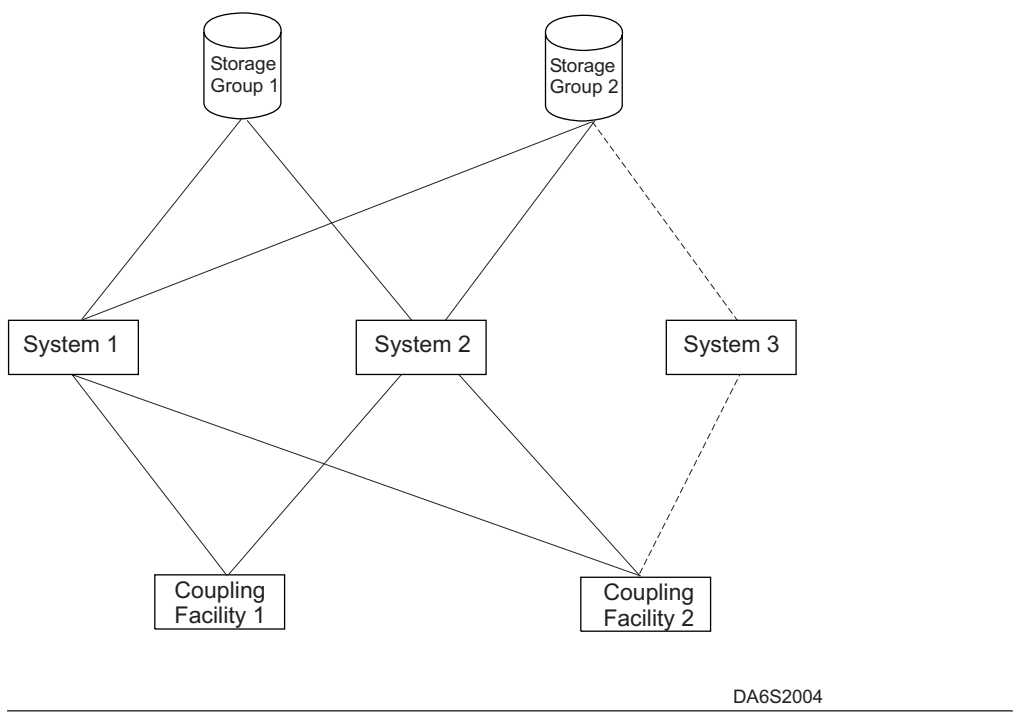 Storage
Group 1
Storage
Group 2
System 1
System 2
System 3
Coupling
Facility 1
Coupling
Facility 2
DA6S2004